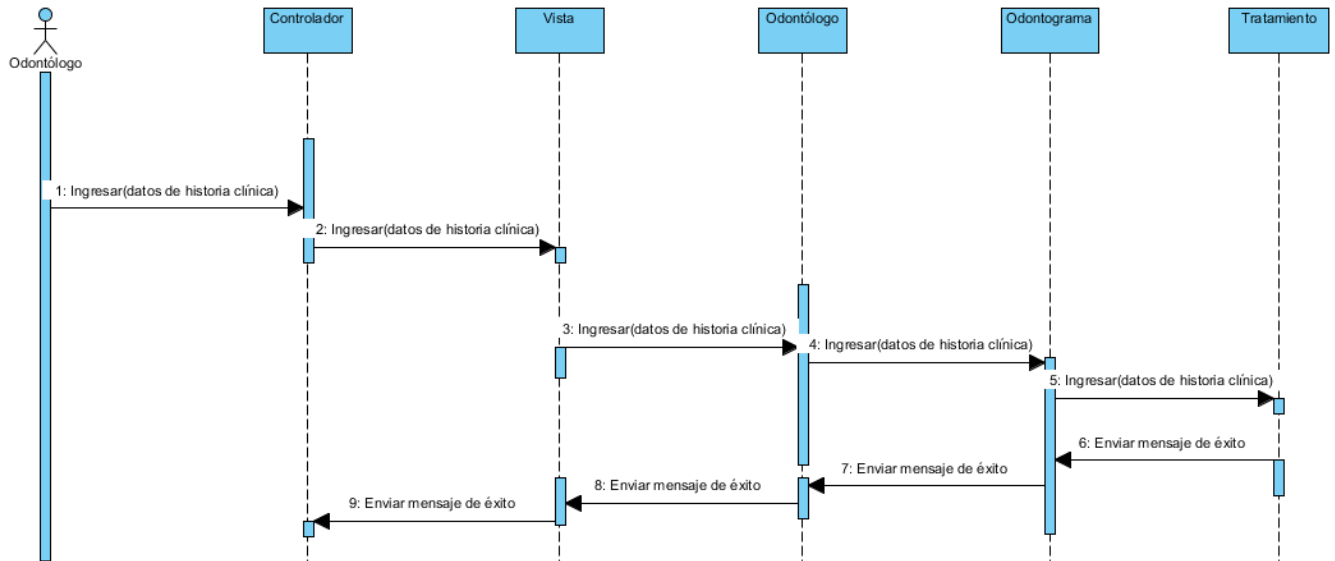 Odontólogo
Controlador
Vista
Odontólogo
Odontograma
Tratamiento
1: Ingresar(datos de historia clínica)
2: Ingresar(datos de historia clínica)
3: Ingresar(datos de historia clínica)
4: Ingresar(datos de historia clínica)
5: Ingresar(datos de historia clínica)
6: Enviar mensaje de éxito
7: Enviar mensaje de éxito
8: Enviar mensaje de éxito
9: Enviar mensaje de éxito